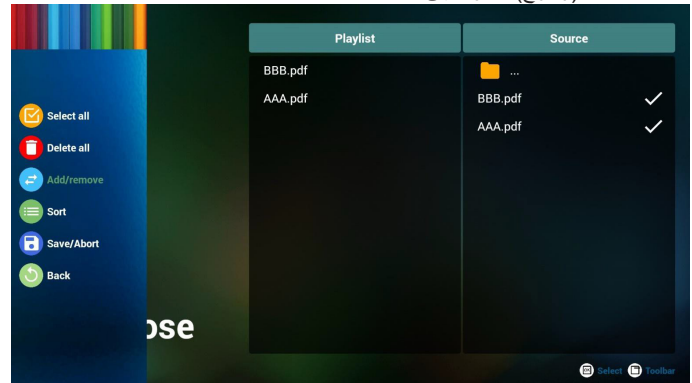 Playlist
Source
BBB.pdf
AAA.pdf
...
BBB.pdf
AAA.pdf
Select all
Delete all
Add/remove
Sort
Save/Abort
Back
ose
Select
Toolbar